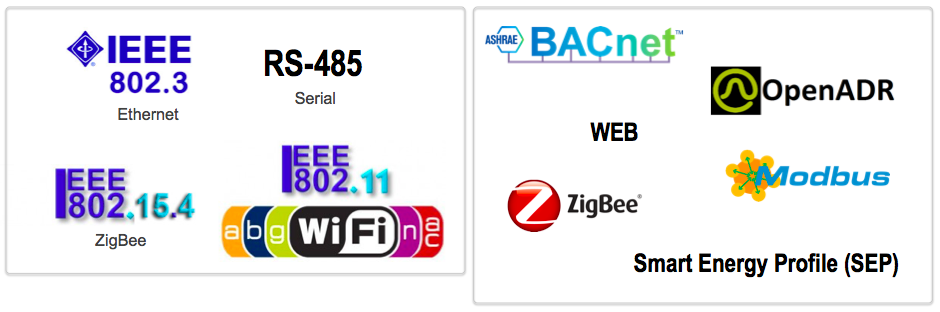 IEEE
802.3
Ethernet
RS-485
Serial
IEEE
802.15.4
ZigBee
IEEE
802.11
a b g WiFi n ac
ASHRAE BACnet™
OpenADR
WEB
Modbus
Z ZigBee®
Smart Energy Profile (SEP)